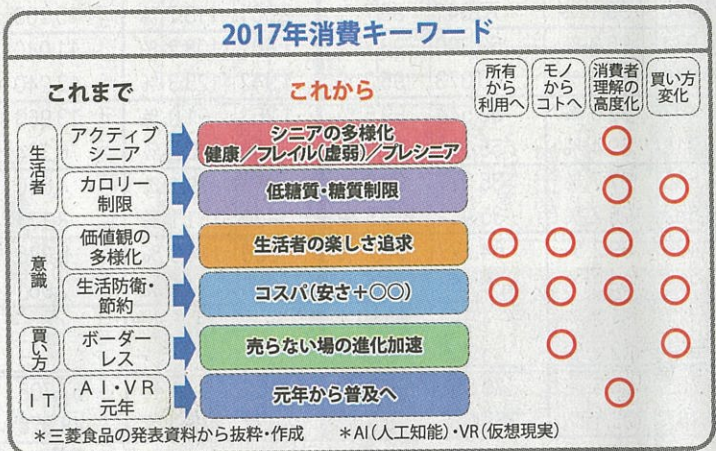 2017年消費キーワード
これまで
これから
所有
から
利用へ
モノ
から
コトへ
消費者
理解の
高度化
買い方
変化
生活者
アクティブ
シニア
シニアの多様化
健康／フレイル(虚弱)／プレシニア
○
カロリー
制限
低糖質・糖質制限
○ ○
意識
価値観の
多様化
生活者の楽しさ追求
○ ○ ○ ○
生活防衛・
節約
コスパ(安さ＋○○)
○ ○ ○ ○
買い方
ボーダー
レス
売らない場の進化加速
○ ○
IT
AI・VR
元年
元年から普及へ
○
＊三菱食品の発表資料から抜粋・作成 ＊AI(人工知能)・VR(仮想現実)